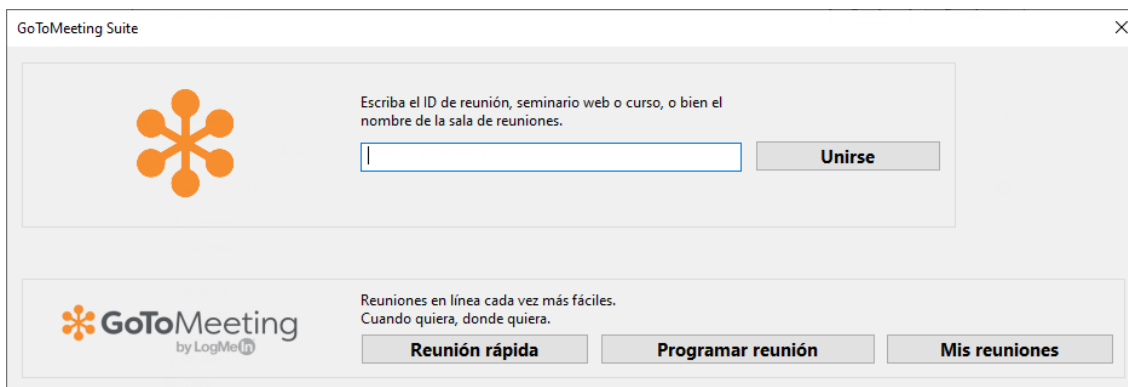 GoToMeeting Suite
Escriba el ID de reunión, seminario web o curso, o bien el
nombre de la sala de reuniones.
Unirse
GoToMeeting
by LogMeIn
Reuniones en línea cada vez más fáciles.
Cuando quiera, donde quiera.
Reunión rápida
Programar reunión
Mis reuniones